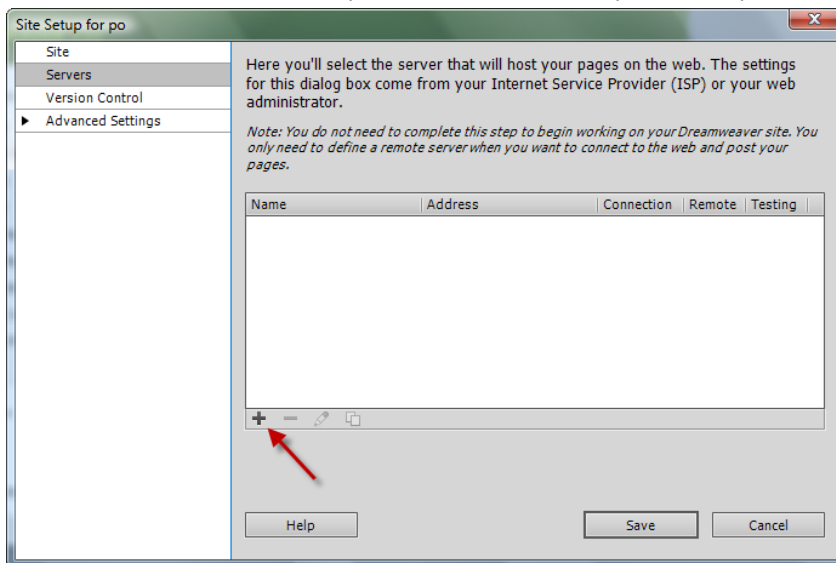 Site Setup for po
Site
Servers
Version Control
Advanced Settings
Here you'll select the server that will host your pages on the web. The settings
for this dialog box come from your Internet Service Provider (ISP) or your web
administrator.
Note: You do not need to complete this step to begin working on your Dreamweaver site. You
only need to define a remote server when you want to connect to the web and post your
pages.
Name Address Connection Remote Testing
Help Save Cancel